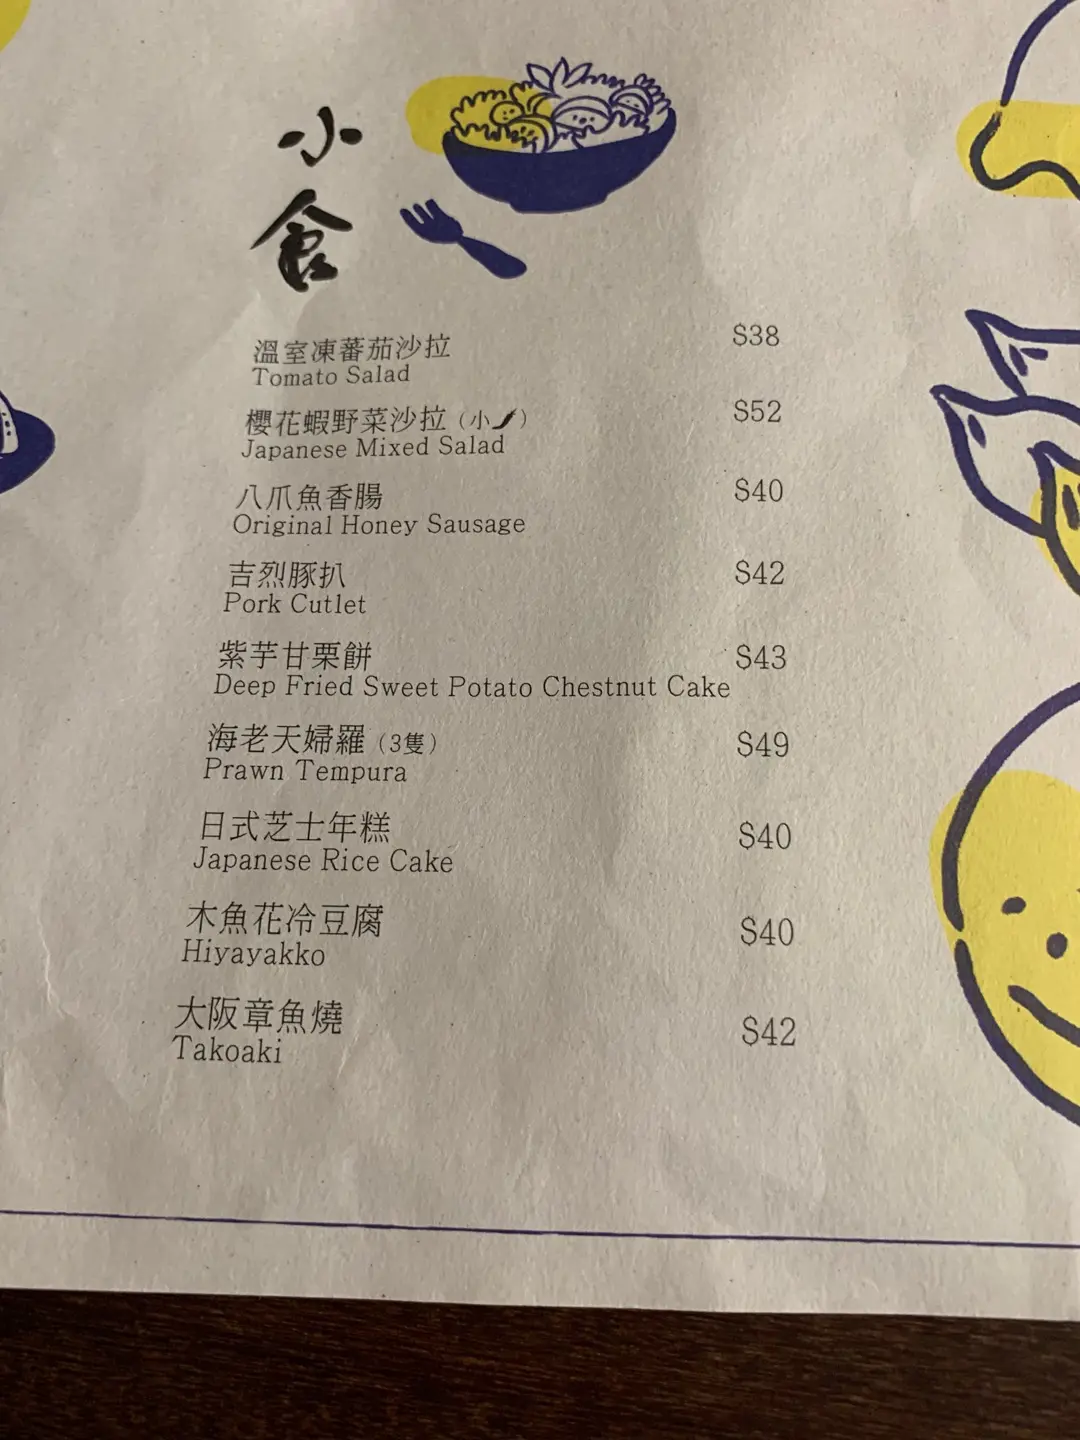 小食
溫室凍蕃茄沙拉 $38
Tomato Salad
櫻花蝦野菜沙拉（小） $52
Japanese Mixed Salad
八爪魚香腸 $40
Original Honey Sausage
吉烈豚扒 $42
Pork Cutlet
紫芋甘栗餅 $43
Deep Fried Sweet Potato Chestnut Cake
海老天婦羅（3隻） $49
Prawn Tempura
日式芝士年糕 $40
Japanese Rice Cake
木魚花冷豆腐 $40
Hiyayakko
大阪章魚燒 $42
Takoaki